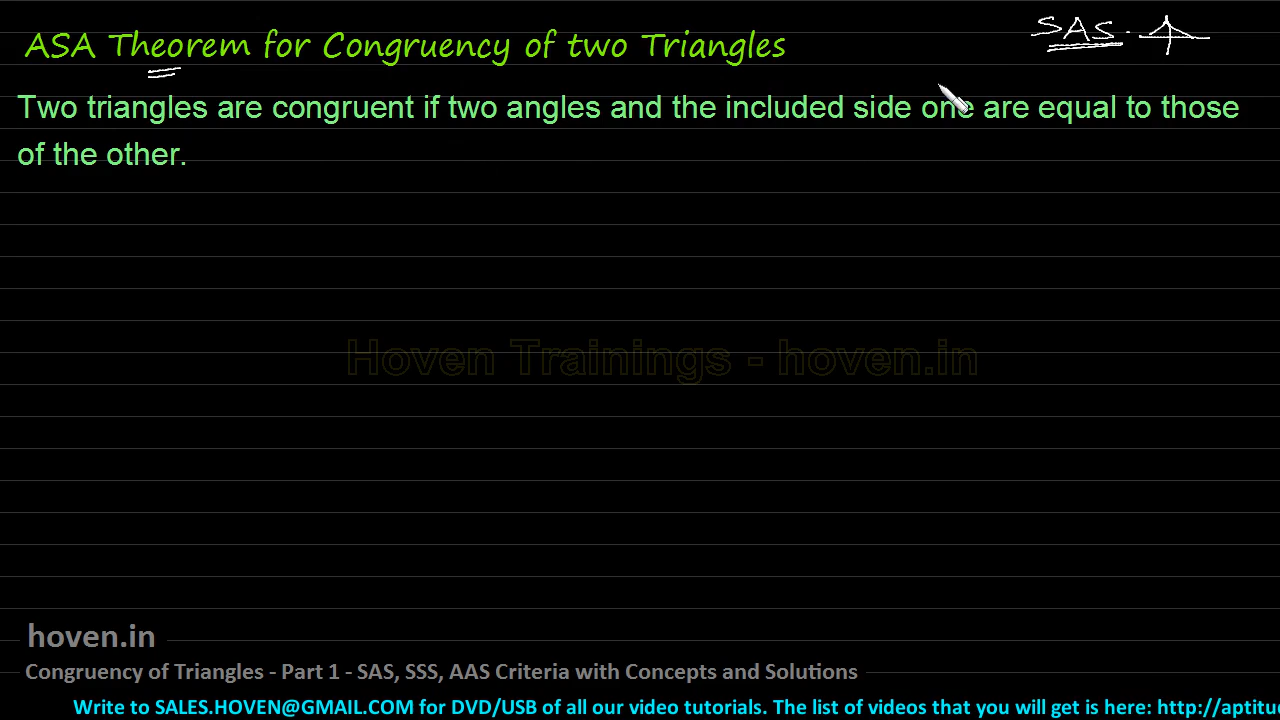 ASA Theorem for Congruency of two Triangles
SAS.
Two triangles are congruent if two angles and the included side one are equal to those
of the other.
Hoven Trainings - hoven.in
hoven.in
Congruency of Triangles - Part 1 - SAS, SSS, AAS Criteria with Concepts and Solutions
Write to SALES.HOVEN@GMAIL.COM for DVD/USB of all our video tutorials. The list of videos that you will get is here: http://aptitu